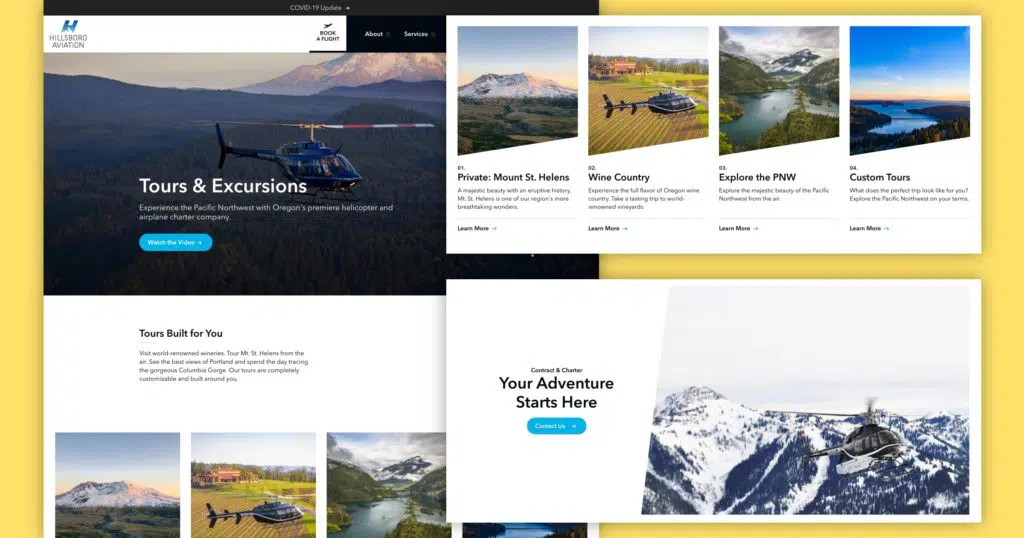 COVID-19 Update →
HILLSBORO
AVIATION
BOOK
A FLIGHT
About
Services
Tours & Excursions
Experience the Pacific Northwest with Oregon's premiere helicopter and
airplane charter company.
Watch the Video →
Tours Built for You
Visit world-renowned wineries. Tour Mt. St. Helens from the
air. See the best views of Portland and spend the day tracing
the gorgeous Columbia Gorge. Our tours are completely
customizable and built around you.
01.
Private: Mount St. Helens
A majestic beauty with an eruptive history,
Mt. St. Helens is one of our region's more
breathtaking wonders.
Learn More →
02.
Wine Country
Experience the full flavor of Oregon wine
country. Take a tasting trip to world-
renowned vineyards.
Learn More →
03.
Explore the PNW
Explore the majestic beauty of the Pacific
Northwest from the air.
Learn More →
04.
Custom Tours
What does the perfect trip look like for you?
Explore the Pacific Northwest on your terms.
Learn More →
Contract & Charter
Your Adventure
Starts Here
Contact Us →